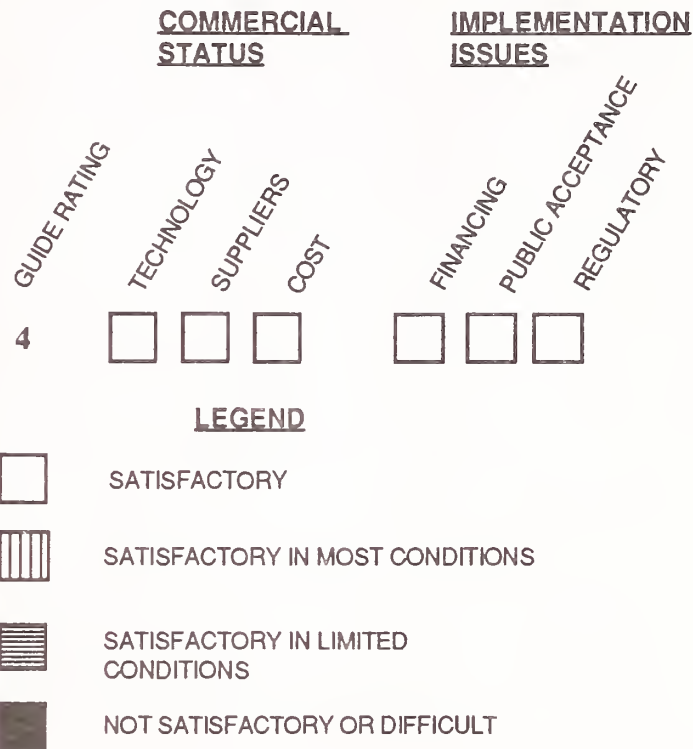 COMMERCIAL
STATUS
IMPLEMENTATION
ISSUES
GUIDE RATING
TECHNOLOGY
SUPPLIERS
COST
FINANCING
PUBLIC ACCEPTANCE
REGULATORY
4
LEGEND
SATISFACTORY
SATISFACTORY IN MOST CONDITIONS
SATISFACTORY IN LIMITED
CONDITIONS
NOT SATISFACTORY OR DIFFICULT